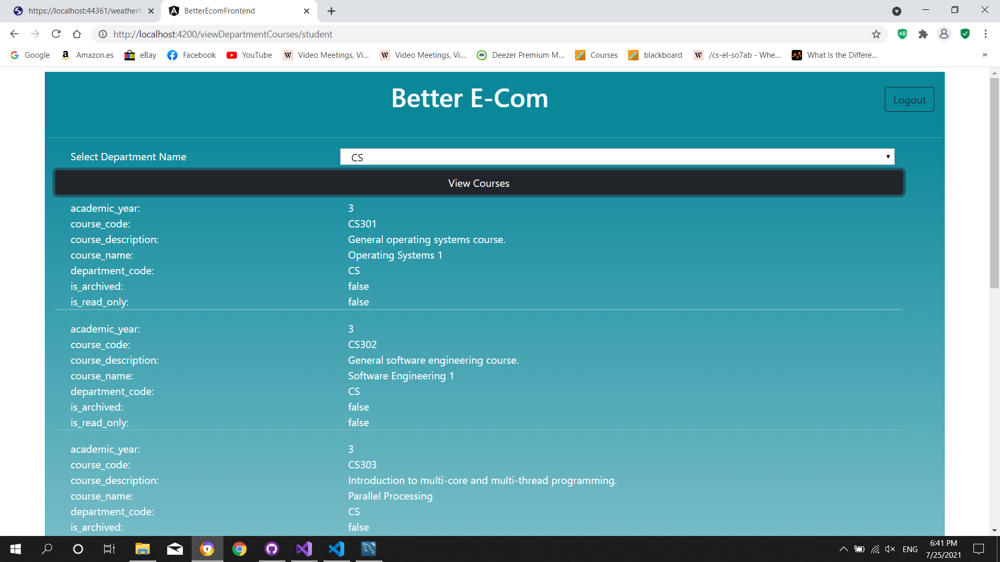 https://localhost:44361/weatherfo
BetterEcomFrontend
http://localhost:4200/viewDepartmentCourses/student
AB
Google
Amazon.es
eBay
Facebook
YouTube
Video Meetings, Vi...
Video Meetings, Vi...
Deezer Premium M...
Courses
blackboard
/cs-el-so7ab - Whe...
What Is the Differe...
»
Better E-Com
Logout
Select Department Name CS
View Courses
academic_year: 3
course_code: CS301
course_description: General operating systems course.
course_name: Operating Systems 1
department_code: CS
is_archived: false
is_read_only: false
academic_year: 3
course_code: CS302
course_description: General software engineering course.
course_name: Software Engineering 1
department_code: CS
is_archived: false
is_read_only: false
academic_year: 3
course_code: CS303
course_description: Introduction to multi-core and multi-thread programming.
course_name: Parallel Processing
department_code: CS
is_archived: false
ENG
6:41 PM
7/25/2021